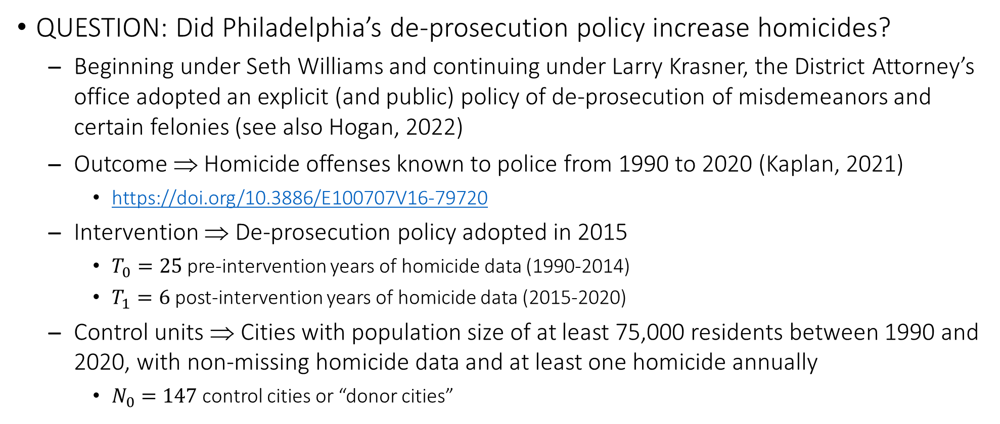 • QUESTION: Did Philadelphia’s de-prosecution policy increase homicides?
– Beginning under Seth Williams and continuing under Larry Krasner, the District Attorney’s
office adopted an explicit (and public) policy of de-prosecution of misdemeanors and
certain felonies (see also Hogan, 2022)
– Outcome ⟹ Homicide offenses known to police from 1990 to 2020 (Kaplan, 2021)
• https://doi.org/10.3886/E100707V16-79720
– Intervention ⟹ De-prosecution policy adopted in 2015
• T₀ = 25 pre-intervention years of homicide data (1990-2014)
• T₁ = 6 post-intervention years of homicide data (2015-2020)
– Control units ⟹ Cities with population size of at least 75,000 residents between 1990 and
2020, with non-missing homicide data and at least one homicide annually
• N₀ = 147 control cities or “donor cities”